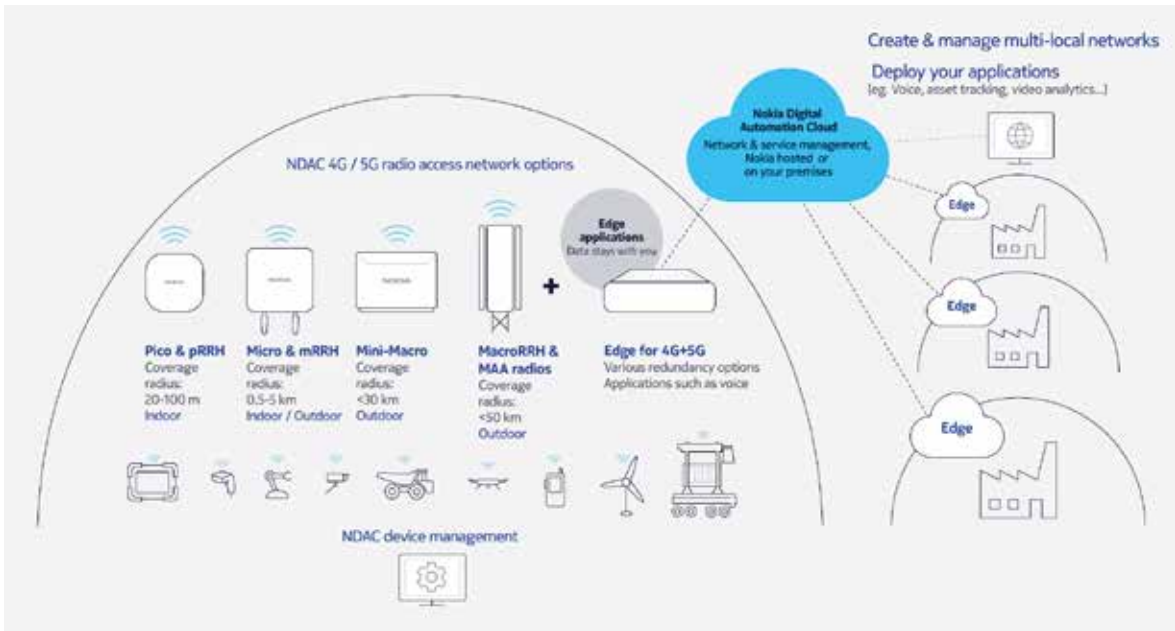 Create & manage multi-local networks
Deploy your applications
[eg. Voice, asset tracking, video analytics...]
Nokia Digital
Automation Cloud
Network & service management,
Nokia hosted or
on your premises
NDAC 4G / 5G radio access network options
Edge
applications
Data stays with you
NOKIA
NOKIA
NOKIA
+
Pico & pRRH
Coverage
radius:
20-100 m
Indoor
Micro & mRRH
Coverage
radius:
0.5-5 km
Indoor / Outdoor
Mini-Macro
Coverage
radius:
<30 km
Outdoor
MacroRRH &
MAA radios
Coverage
radius:
<50 km
Outdoor
Edge for 4G+5G
Various redundancy options
Applications such as voice
Edge
Edge
Edge
NDAC device management